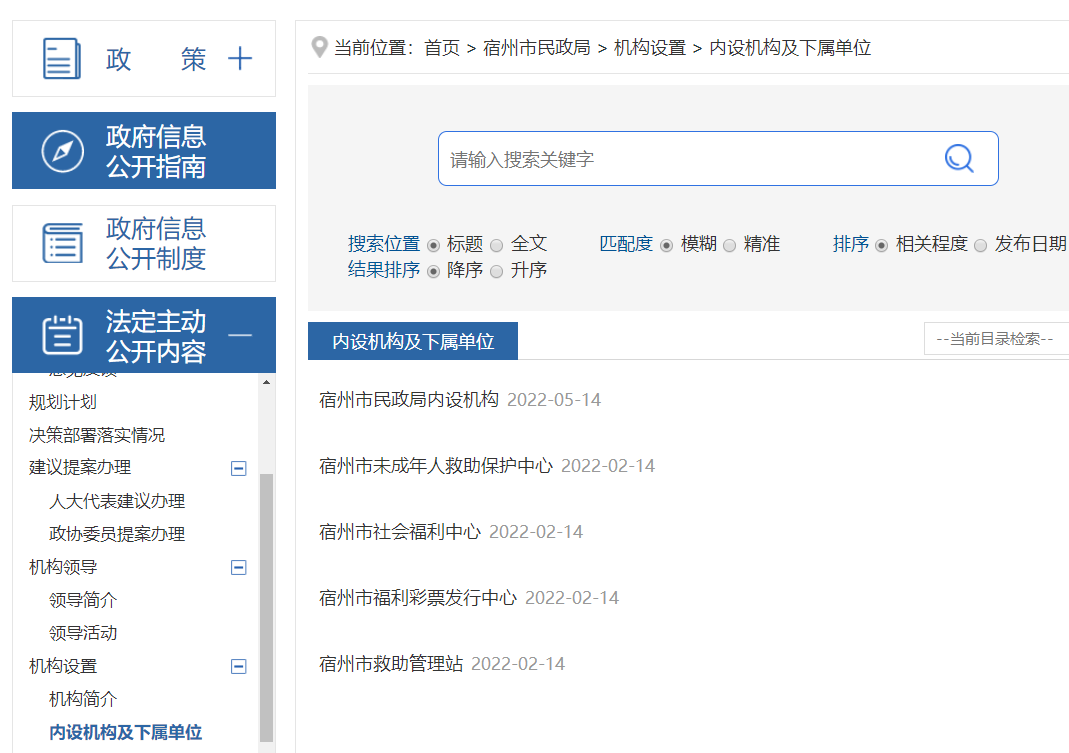 政 策
政府信息
公开指南
政府信息
公开制度
法定主动
公开内容
规划计划
决策部署落实情况
建议提案办理
人大代表建议办理
政协委员提案办理
机构领导
领导简介
领导活动
机构设置
机构简介
内设机构及下属单位
当前位置：首页 > 宿州市民政局 > 机构设置 > 内设机构及下属单位
请输入搜索关键字
搜索位置 标题 全文 匹配度 模糊 精准 排序 相关程度 发布日期
结果排序 降序 升序
内设机构及下属单位 --当前目录检索--
宿州市民政局内设机构 2022-05-14
宿州市未成年人救助保护中心 2022-02-14
宿州市社会福利中心 2022-02-14
宿州市福利彩票发行中心 2022-02-14
宿州市救助管理站 2022-02-14